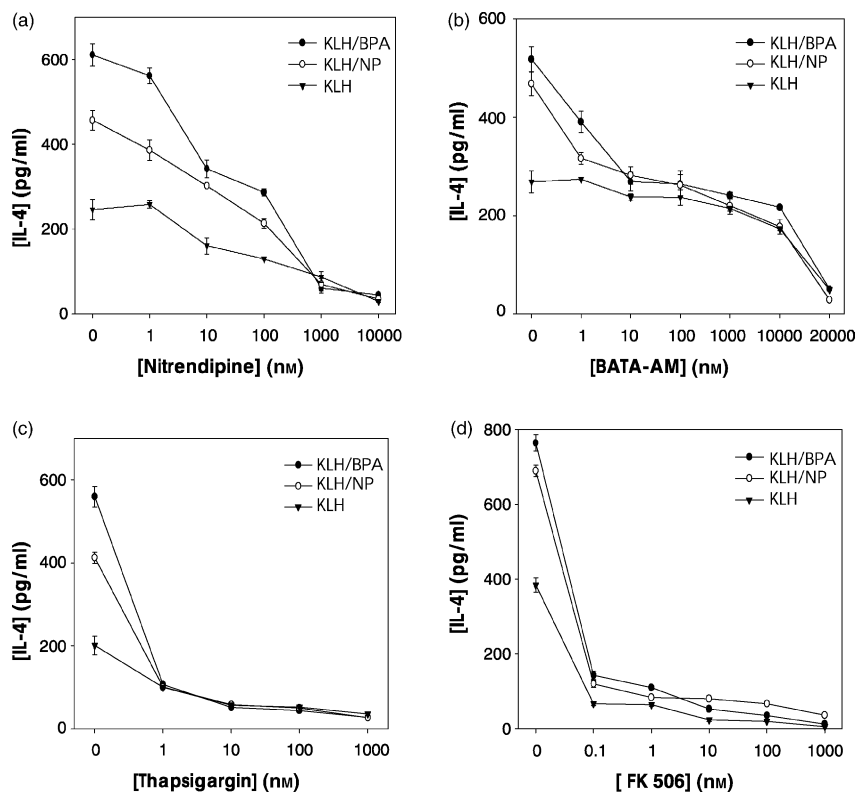 (a)
600
400
200
0
[IL-4] (pg/ml)
KLH/BPA
KLH/NP
KLH
0 1 10 100 1000 10000
[Nitrendipine] (nM)
(b)
600
400
200
0
[IL-4] (pg/ml)
KLH/BPA
KLH/NP
KLH
0 1 10 100 1000 10000 20000
[BATA-AM] (nM)
(c)
600
400
200
0
[IL-4] (pg/ml)
KLH/BPA
KLH/NP
KLH
0 1 10 100 1000
[Thapsigargin] (nM)
(d)
800
600
400
200
0
[IL-4] (pg/ml)
KLH/BPA
KLH/NP
KLH
0 0.1 1 10 100 1000
[ FK 506] (nM)